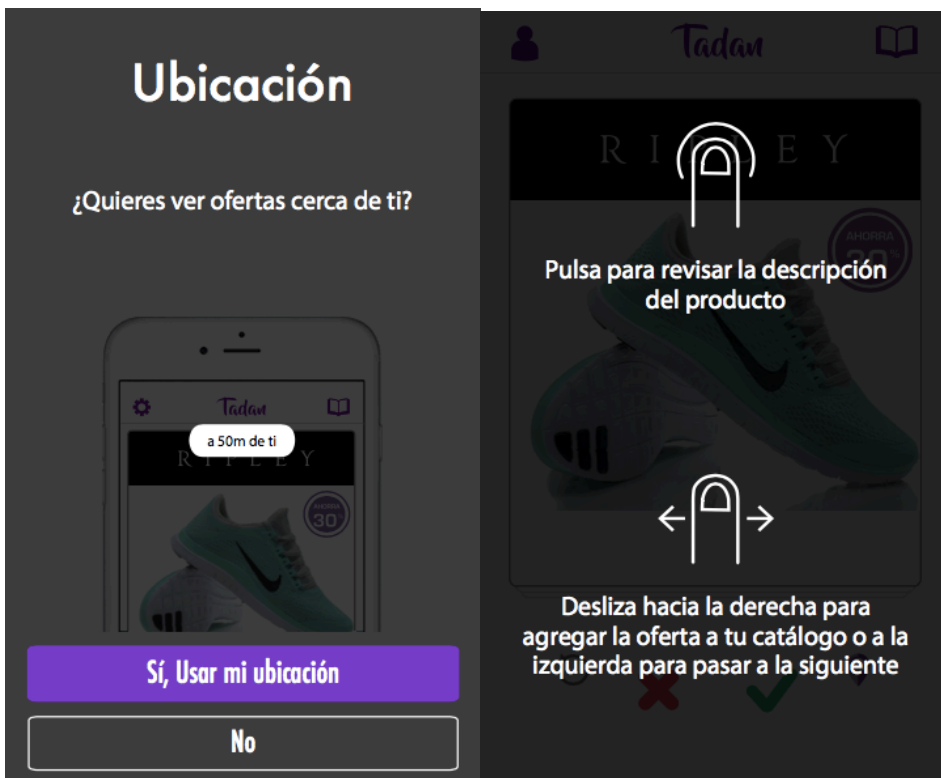 Ubicación
¿Quieres ver ofertas cerca de ti?
Tadan
a 50m de ti
RIPLEY
AHORRA
30%
Sí, Usar mi ubicación
No
Tadan
RIPLEY
AHORRA
30%
Pulsa para revisar la descripción
del producto
Desliza hacia la derecha para
agregar la oferta a tu catálogo o a la
izquierda para pasar a la siguiente